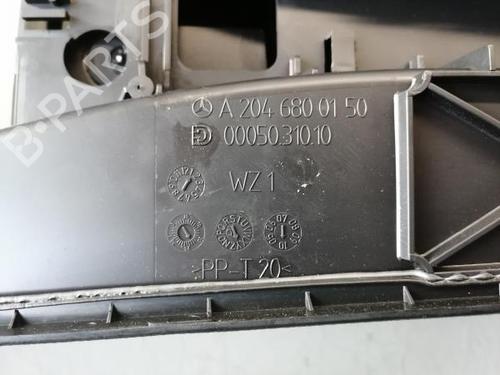 B-PARTS
A 204 680 01 50
D 00050.310.10
WZ 1
>PP-T 20<